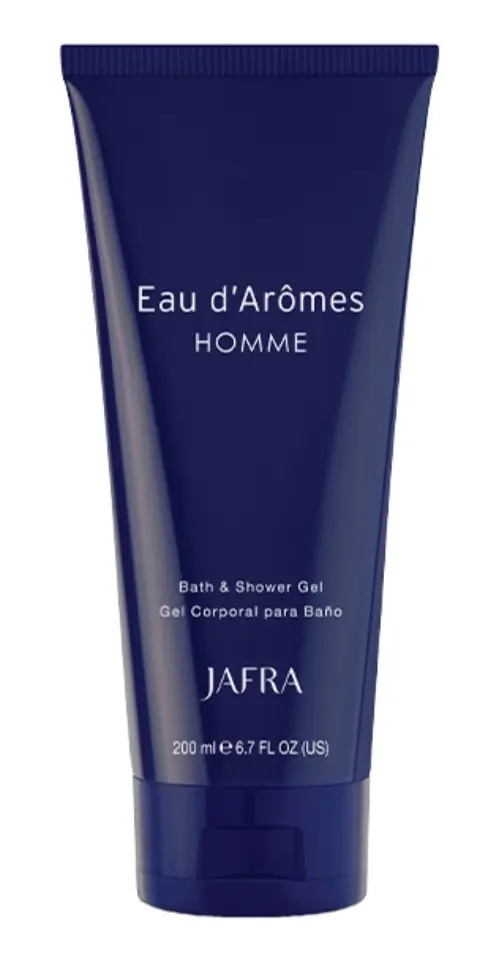 Eau d'Arômes
HOMME
Bath & Shower Gel
Gel Corporal para Baño
JAFRA
200 ml ℮ 6.7 FL OZ (US)